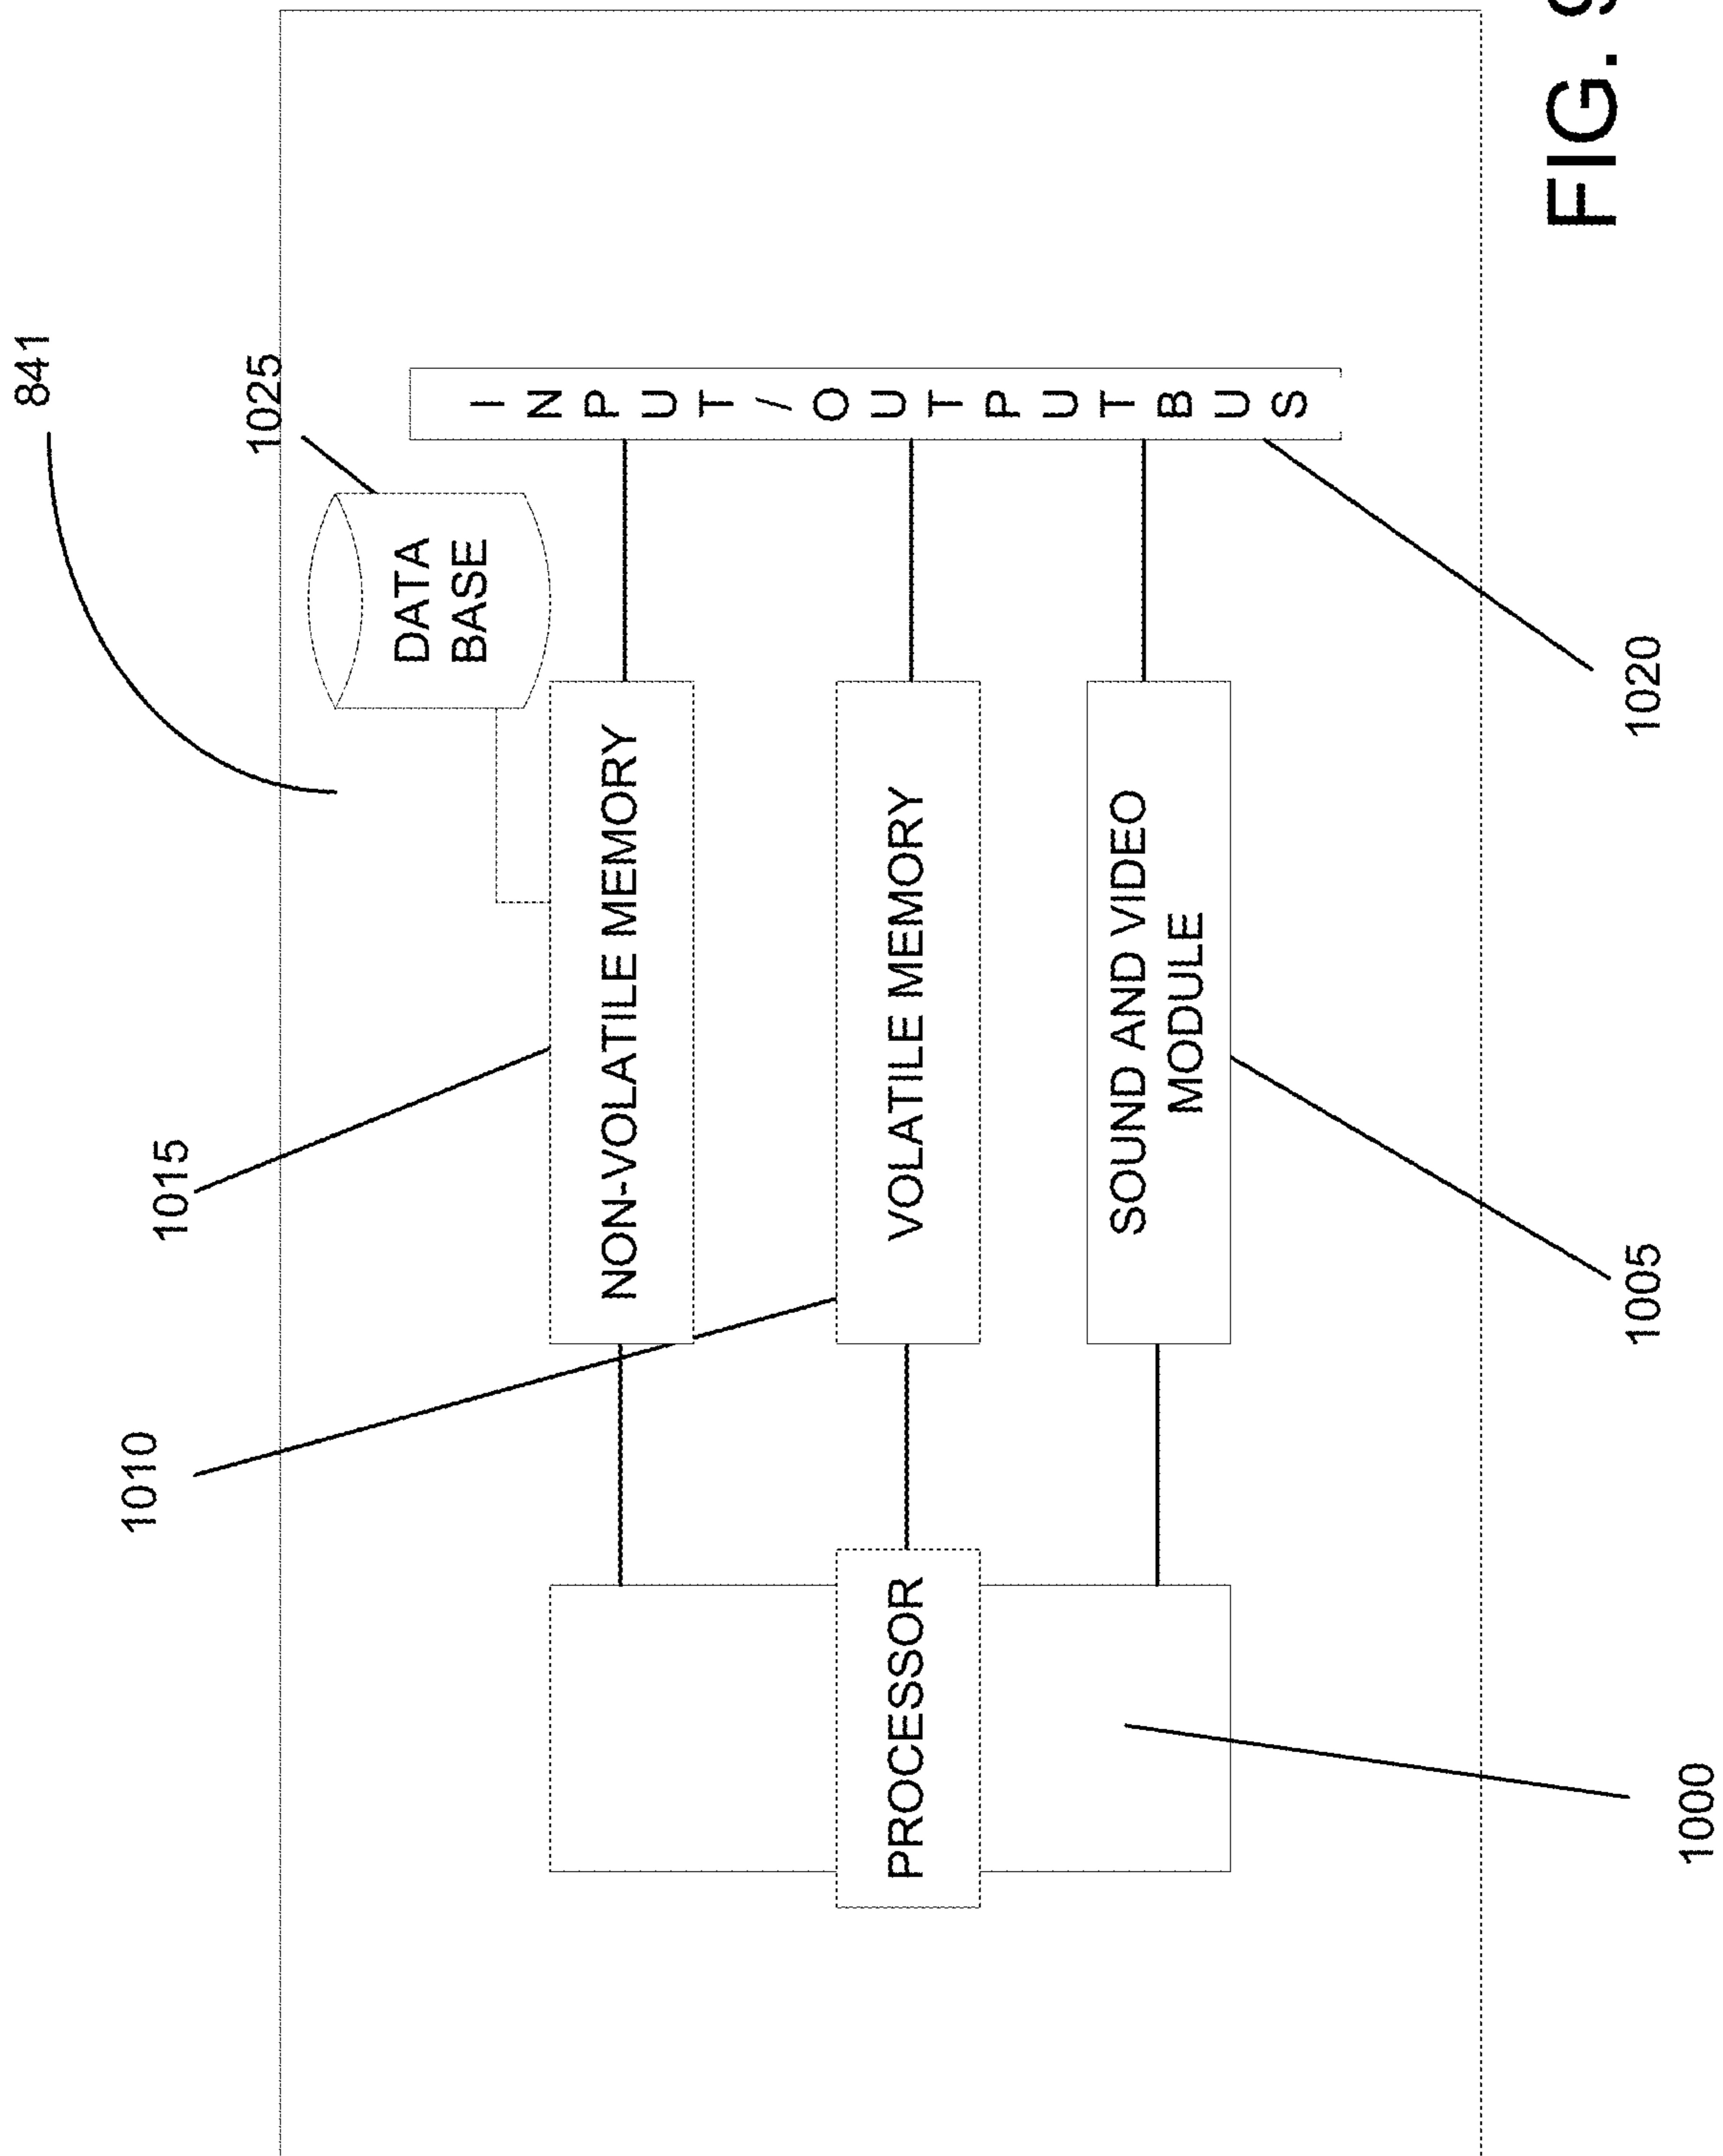 841
1010
1015
1025
DATA
BASE
NON-VOLATILE MEMORY
PROCESSOR
VOLATILE MEMORY
SOUND AND VIDEO
MODULE
INPUT/OUTPUT BUS
1000
1005
1020
FIG. 9